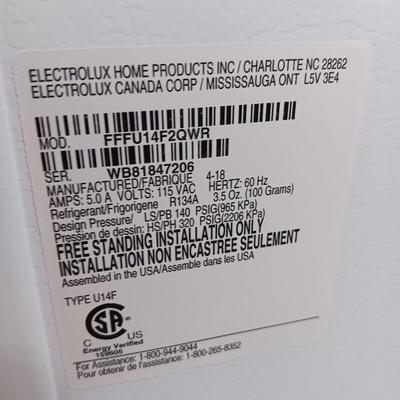 ELECTROLUX HOME PRODUCTS INC / CHARLOTTE NC 28262
ELECTROLUX CANADA CORP / MISSISSAUGA ONT L5V 3E4
MOD. FFFU14F2QWR
SER. WB81847206
MANUFACTURED/FABRIQUE 4-18
AMPS: 5.0 A VOLTS: 115 VAC HERTZ: 60 Hz
Refrigerant/Frigorigene R134A 3.5 Oz. (100 Grams)
Design Pressure/ LS/PB 140 PSIG(965 KPa)
Pression de dessin: HS/PH 320 PSIG(2206 KPa)
FREE STANDING INSTALLATION ONLY
INSTALLATION NON ENCASTREE SEULEMENT
Assembled in the USA/Assemble dans les USA
TYPE U14F
SA
C US
Energy Verified
159605
For Assistance: 1-800-944-9044
Pour obtenir de l'assistance: 1-800-265-8352